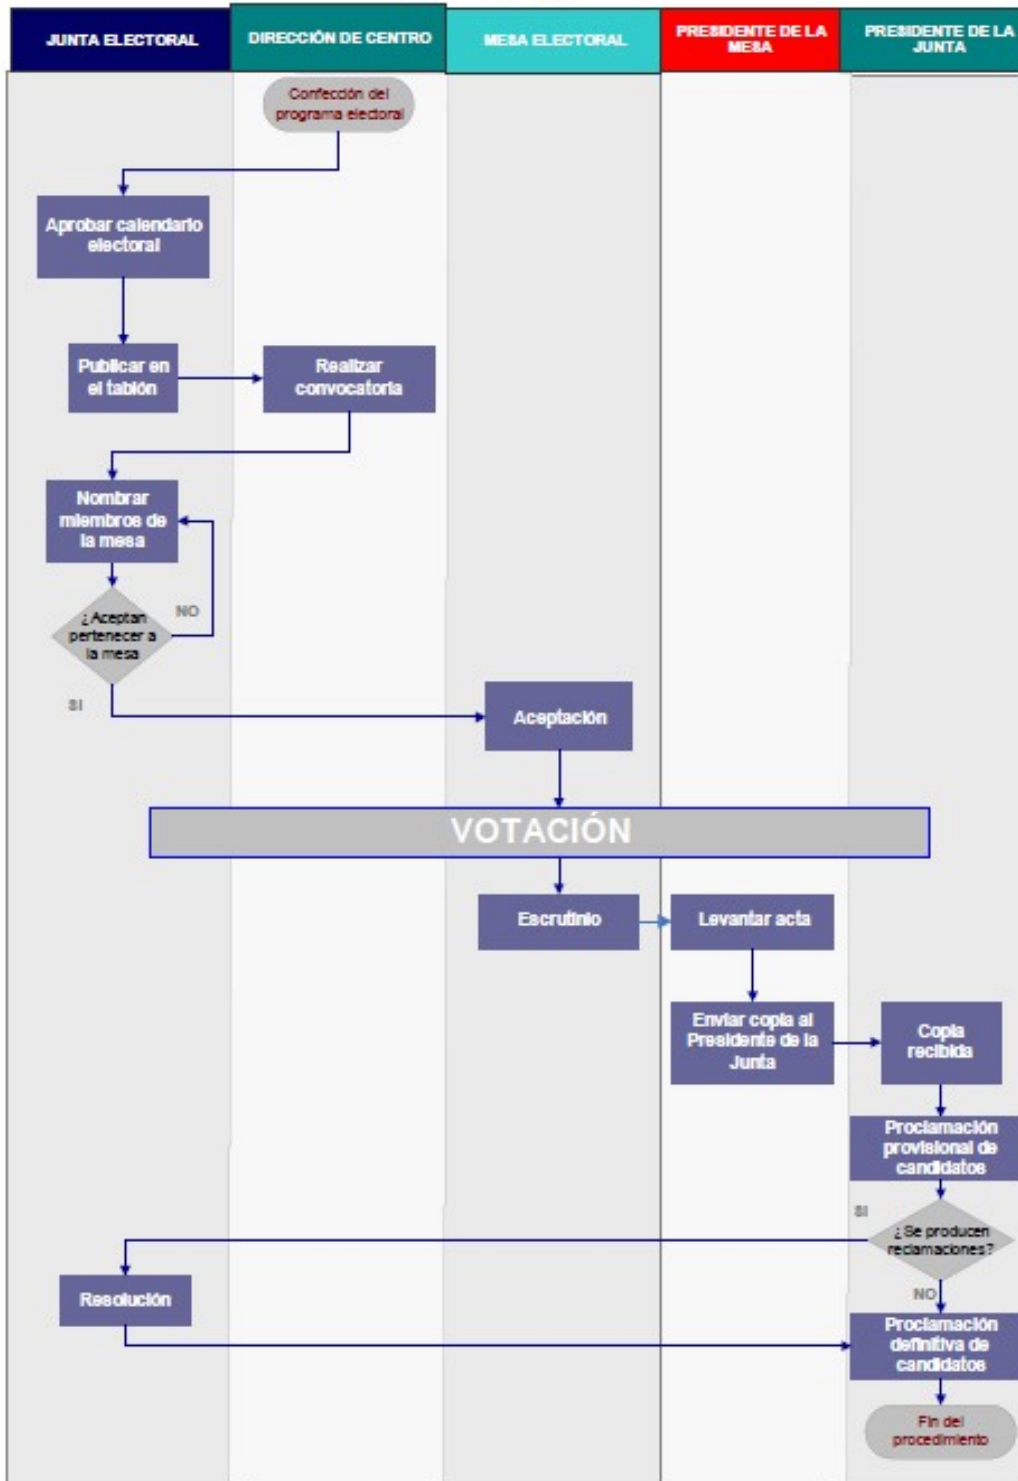 JUNTA ELECTORAL
DIRECCIÓN DE CENTRO
MESA ELECTORAL
PRESIDENTE DE LA
MESA
PRESIDENTE DE LA
JUNTA
Confección del
programa electoral
Aprobar calendario
electoral
Publicar en
el tablón
Realizar
convocatoria
Nombrar
miembros de
la mesa
¿Aceptan
pertenecer a
la mesa
NO
SI
Aceptación
VOTACIÓN
Escrutinio
Levantar acta
Enviar copia al
Presidente de la
Junta
Copia
recibida
Proclamación
provisional de
candidatos
SI
¿Se producen
reclamaciones?
NO
Resolución
Proclamación
definitiva de
candidatos
Fin del
procedimiento